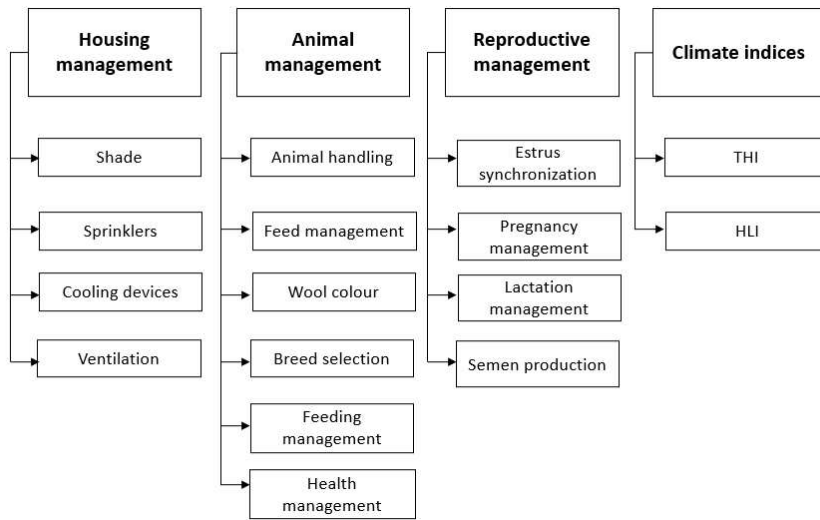 Housing
management
Shade
Sprinklers
Cooling devices
Ventilation
Animal
management
Animal handling
Feed management
Wool colour
Breed selection
Feeding
management
Health
management
Reproductive
management
Estrus
synchronization
Pregnancy
management
Lactation
management
Semen production
Climate indices
THI
HLI